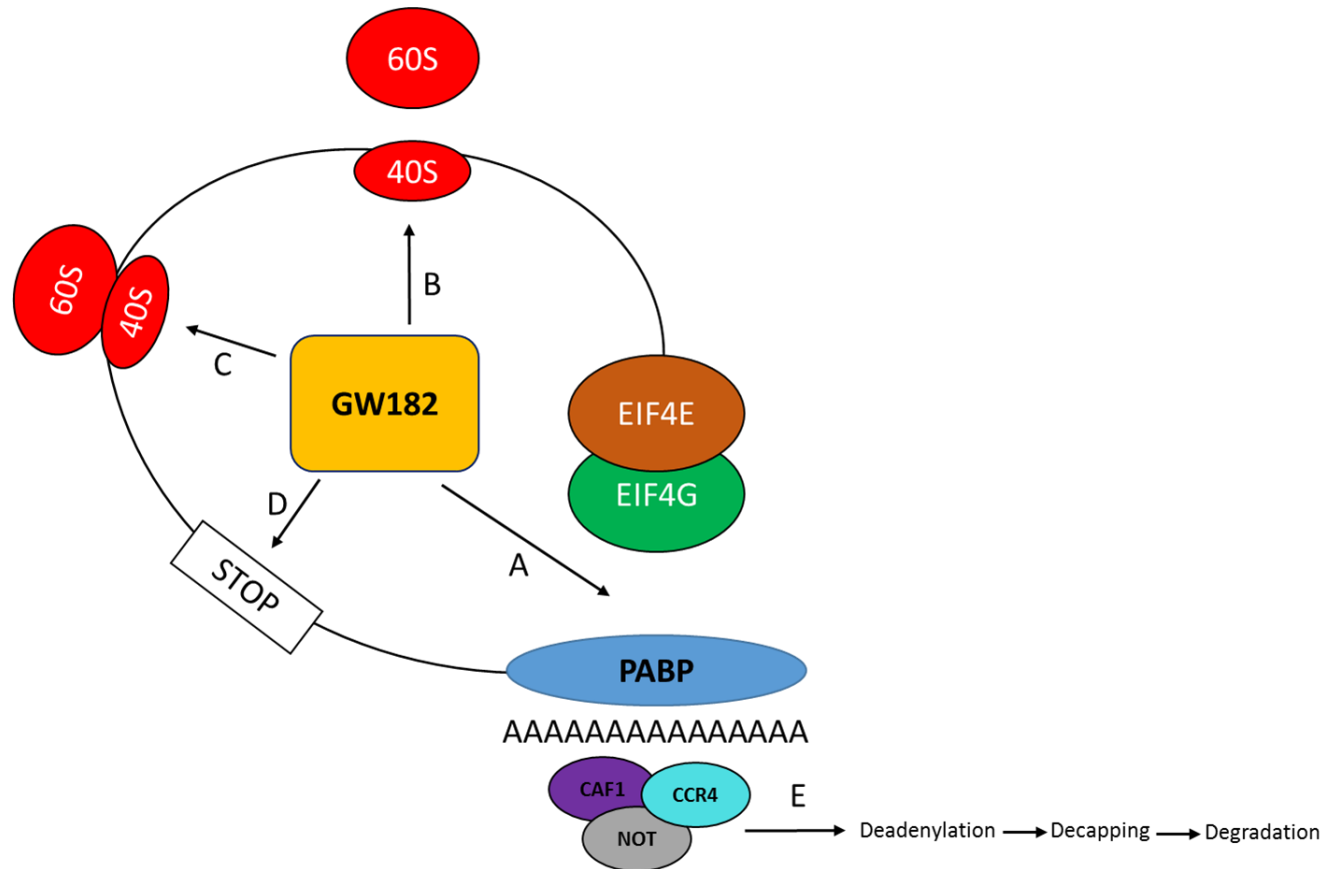 60S
40S
60S
40S
B
C
GW182
EIF4E
EIF4G
D
A
STOP
PABP
AAAAAAAAAAAAAAA
CAF1
CCR4
NOT
E
Deadenylation
Decapping
Degradation